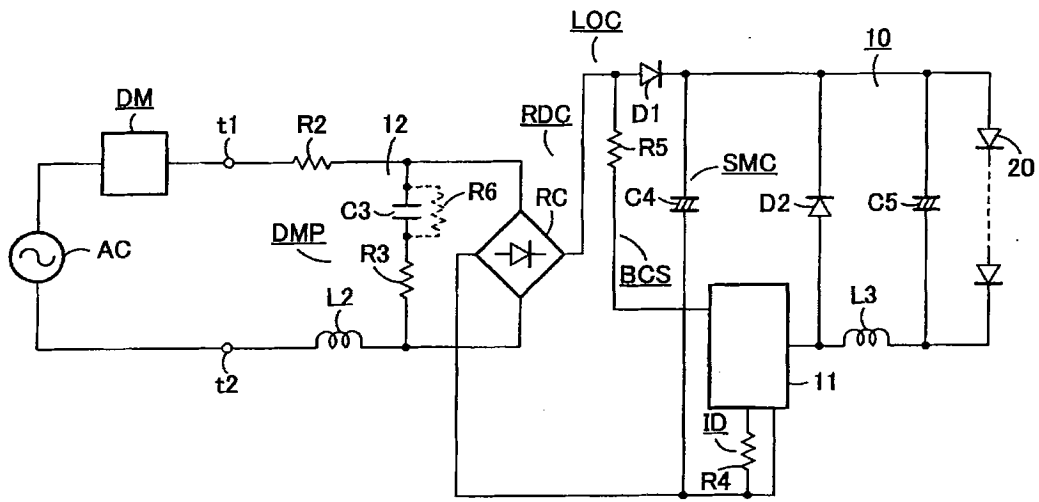 LOC
10
DM
t1
R2
12
RDC
D1
R5
SMC
20
R6
C3
RC
C4
D2
C5
AC
DMP
R3
BCS
L2
L3
t2
11
ID
R4